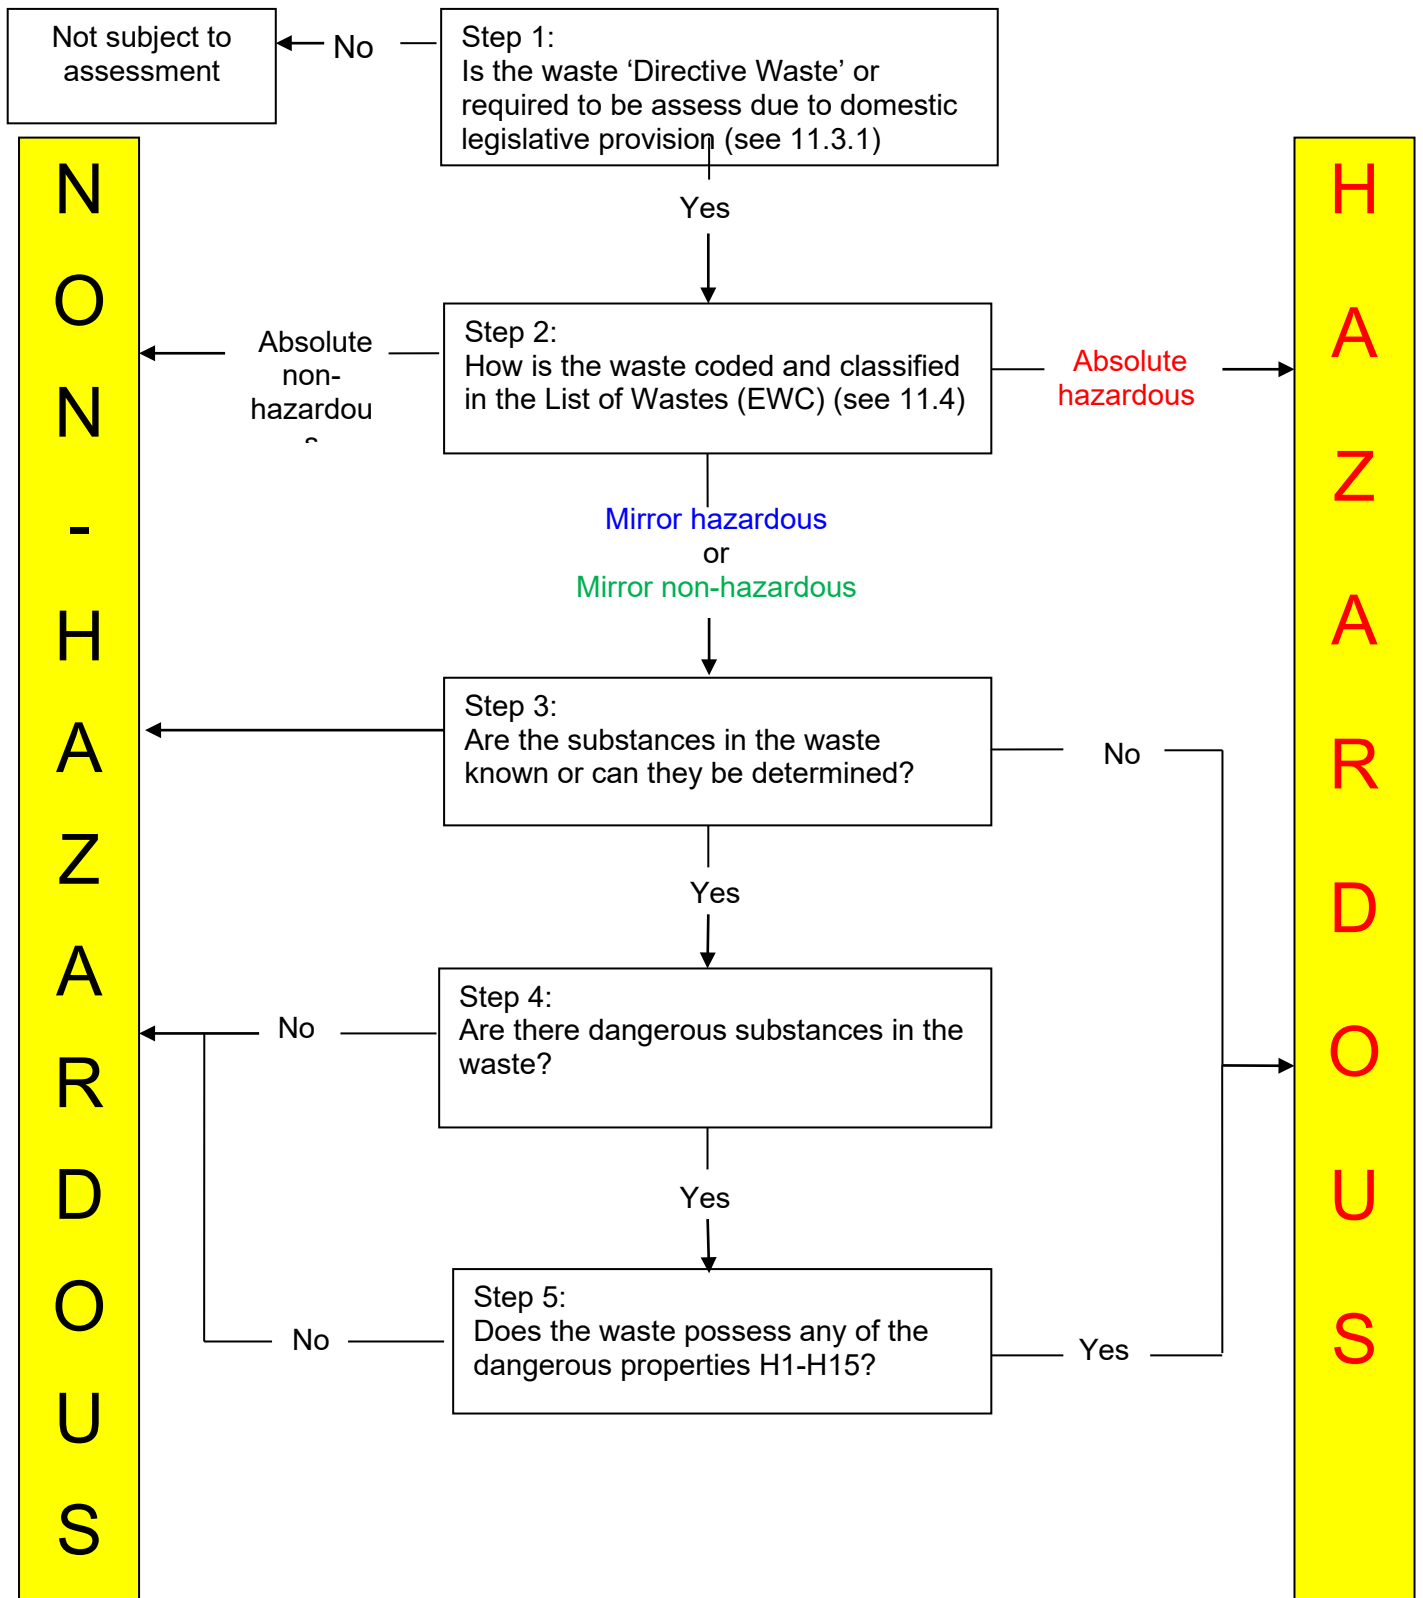 Not subject to
assessment
No
Step 1:
Is the waste ‘Directive Waste’ or
required to be assess due to domestic
legislative provision (see 11.3.1)
Yes
Step 2:
How is the waste coded and classified
in the List of Wastes (EWC) (see 11.4)
Absolute
non-
hazardou
s
Absolute
hazardous
Mirror hazardous
or
Mirror non-hazardous
Step 3:
Are the substances in the waste
known or can they be determined?
No
Yes
Step 4:
Are there dangerous substances in the
waste?
No
Yes
Step 5:
Does the waste possess any of the
dangerous properties H1-H15?
No
Yes
N
O
N
-
H
A
Z
A
R
D
O
U
S
H
A
Z
A
R
D
O
U
S